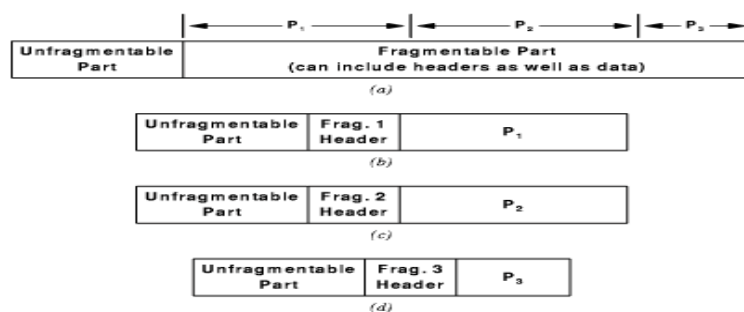 P₁ P₂ P₃
Unfragmentable Part Fragmentable Part (can include headers as well as data)
(a)
Unfragmentable Part Frag. 1 Header P₁
(b)
Unfragmentable Part Frag. 2 Header P₂
(c)
Unfragmentable Part Frag. 3 Header P₃
(d)